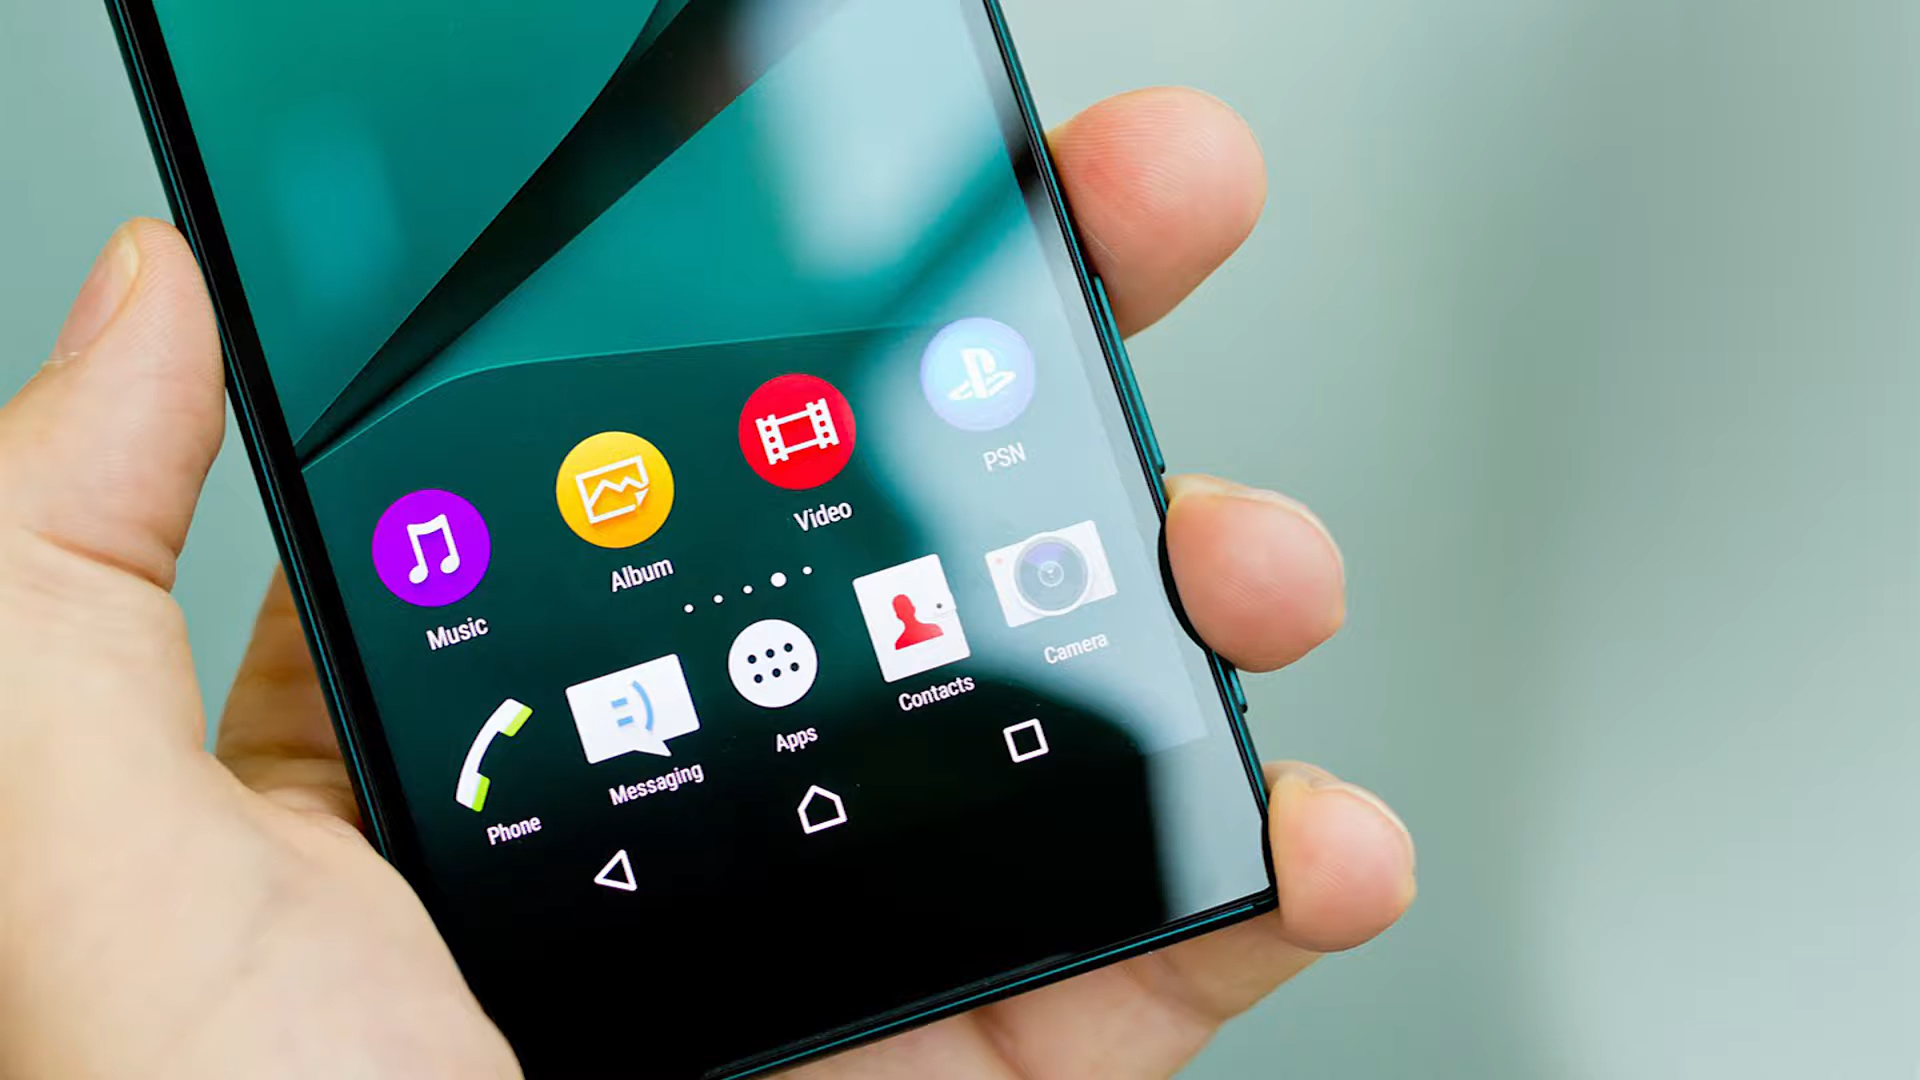 Music
Album
Video
PSN
Phone
Messaging
Apps
Contacts
Camera